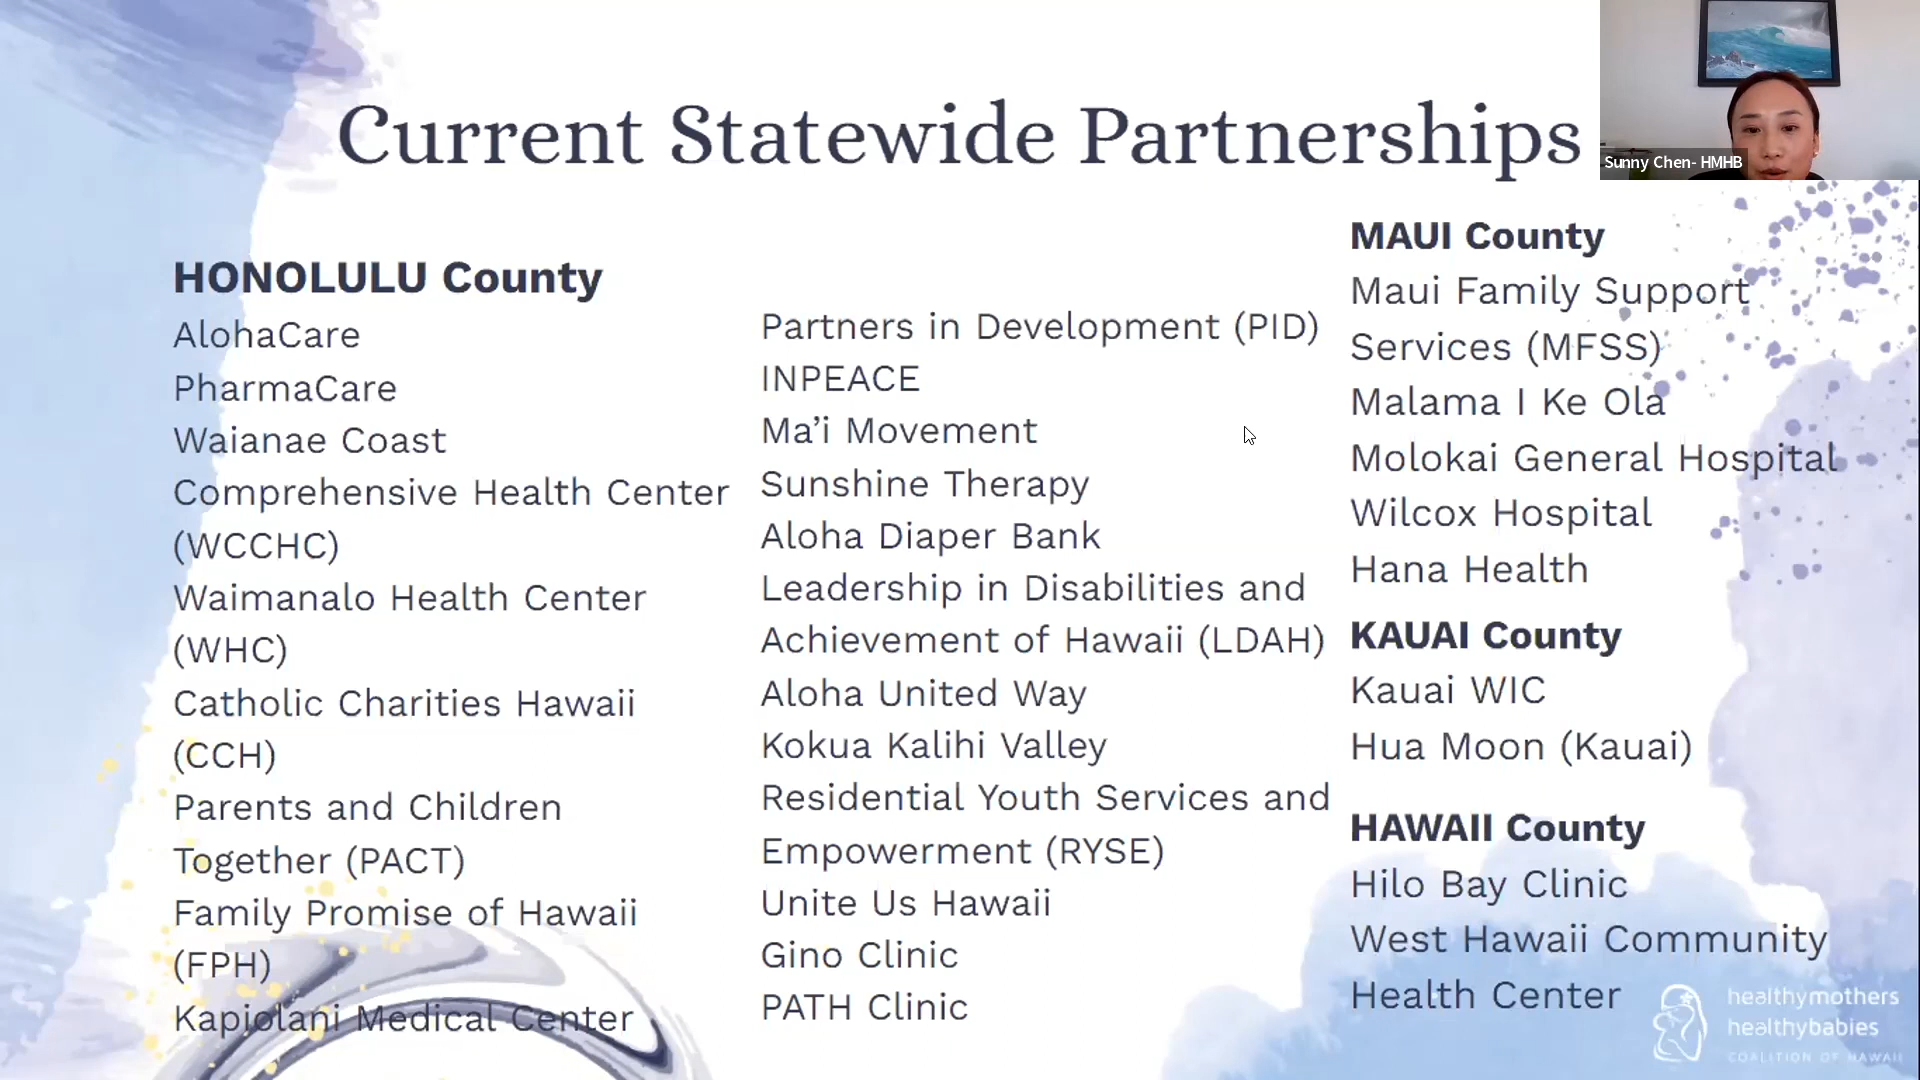 Current Statewide Partnerships
Sunny Chen- HMHB
HONOLULU County
AlohaCare
PharmaCare
Waianae Coast
Comprehensive Health Center
(WCCHC)
Waimanalo Health Center
(WHC)
Catholic Charities Hawaii
(CCH)
Parents and Children
Together (PACT)
Family Promise of Hawaii
(FPH)
Kapiolani Medical Center
Partners in Development (PID)
INPEACE
Ma’i Movement
Sunshine Therapy
Aloha Diaper Bank
Leadership in Disabilities and
Achievement of Hawaii (LDAH)
Aloha United Way
Kokua Kalihi Valley
Residential Youth Services and
Empowerment (RYSE)
Unite Us Hawaii
Gino Clinic
PATH Clinic
MAUI County
Maui Family Support
Services (MFSS)
Malama I Ke Ola
Molokai General Hospital
Wilcox Hospital
Hana Health
KAUAI County
Kauai WIC
Hua Moon (Kauai)
HAWAII County
Hilo Bay Clinic
West Hawaii Community
Health Center
healthymothers
healthybabies
COALITION OF HAWAII